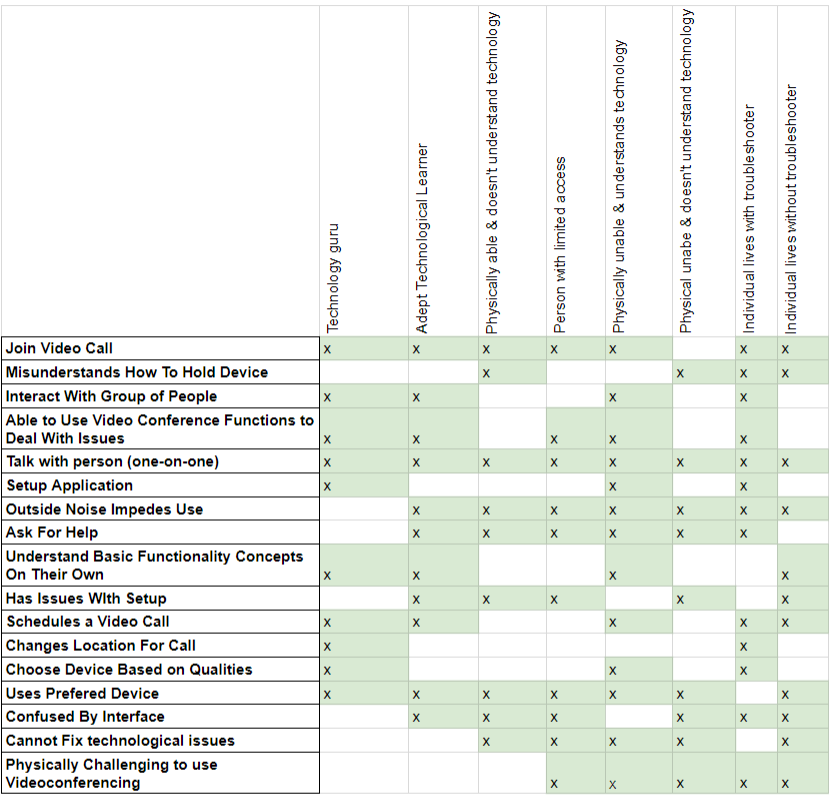 Technology guru
Adept Technological Learner
Physically able & doesn't understand technology
Person with limited access
Physically unable & understands technology
Physical unabe & doesn't understand technology
Individual lives with troubleshooter
Individual lives without troubleshooter
Join Video Call x x x x x x x
Misunderstands How To Hold Device x x x x
Interact With Group of People x x x x
Able to Use Video Conference Functions to
Deal With Issues x x x x x
Talk with person (one-on-one) x x x x x x x x
Setup Application x x x
Outside Noise Impedes Use x x x x x x x
Ask For Help x x x x x x
Understand Basic Functionality Concepts
On Their Own x x x x
Has Issues WIth Setup x x x x x
Schedules a Video Call x x x x x
Changes Location For Call x x
Choose Device Based on Qualities x x x
Uses Prefered Device x x x x x x x
Confused By Interface x x x x x x
Cannot Fix technological issues x x x x x
Physically Challenging to use
Videoconferencing x x x x x